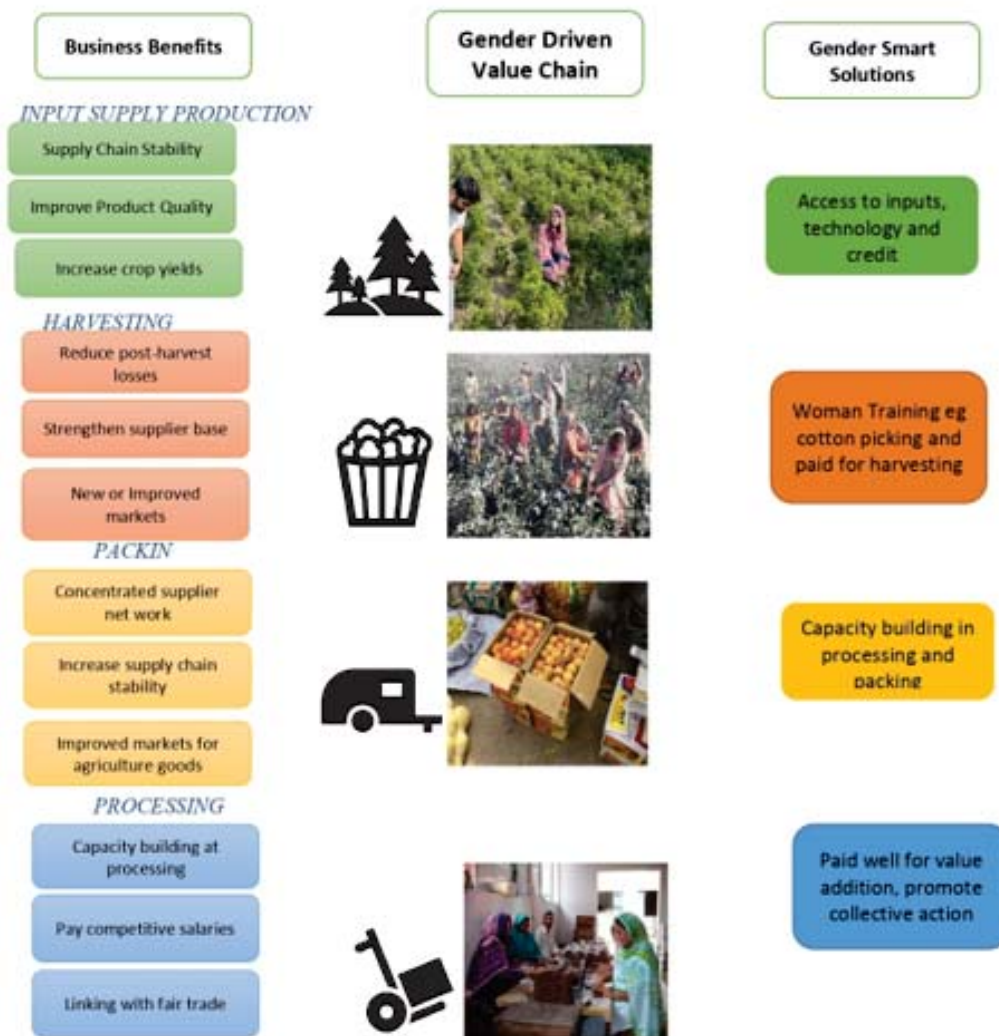 Business Benefits
Gender Driven
Value Chain
Gender Smart
Solutions
INPUT SUPPLY PRODUCTION
Supply Chain Stability
Improve Product Quality
Increase crop yields
Access to inputs,
technology and
credit
HARVESTING
Reduce post-harvest
losses
Strengthen supplier base
New or Improved
markets
Woman Training eg
cotton picking and
paid for harvesting
PACKIN
Concentrated supplier
net work
Increase supply chain
stability
Improved markets for
agriculture goods
Capacity building in
processing and
packing
PROCESSING
Capacity building at
processing
Pay competitive salaries
Linking with fair trade
Paid well for value
addition, promote
collective action